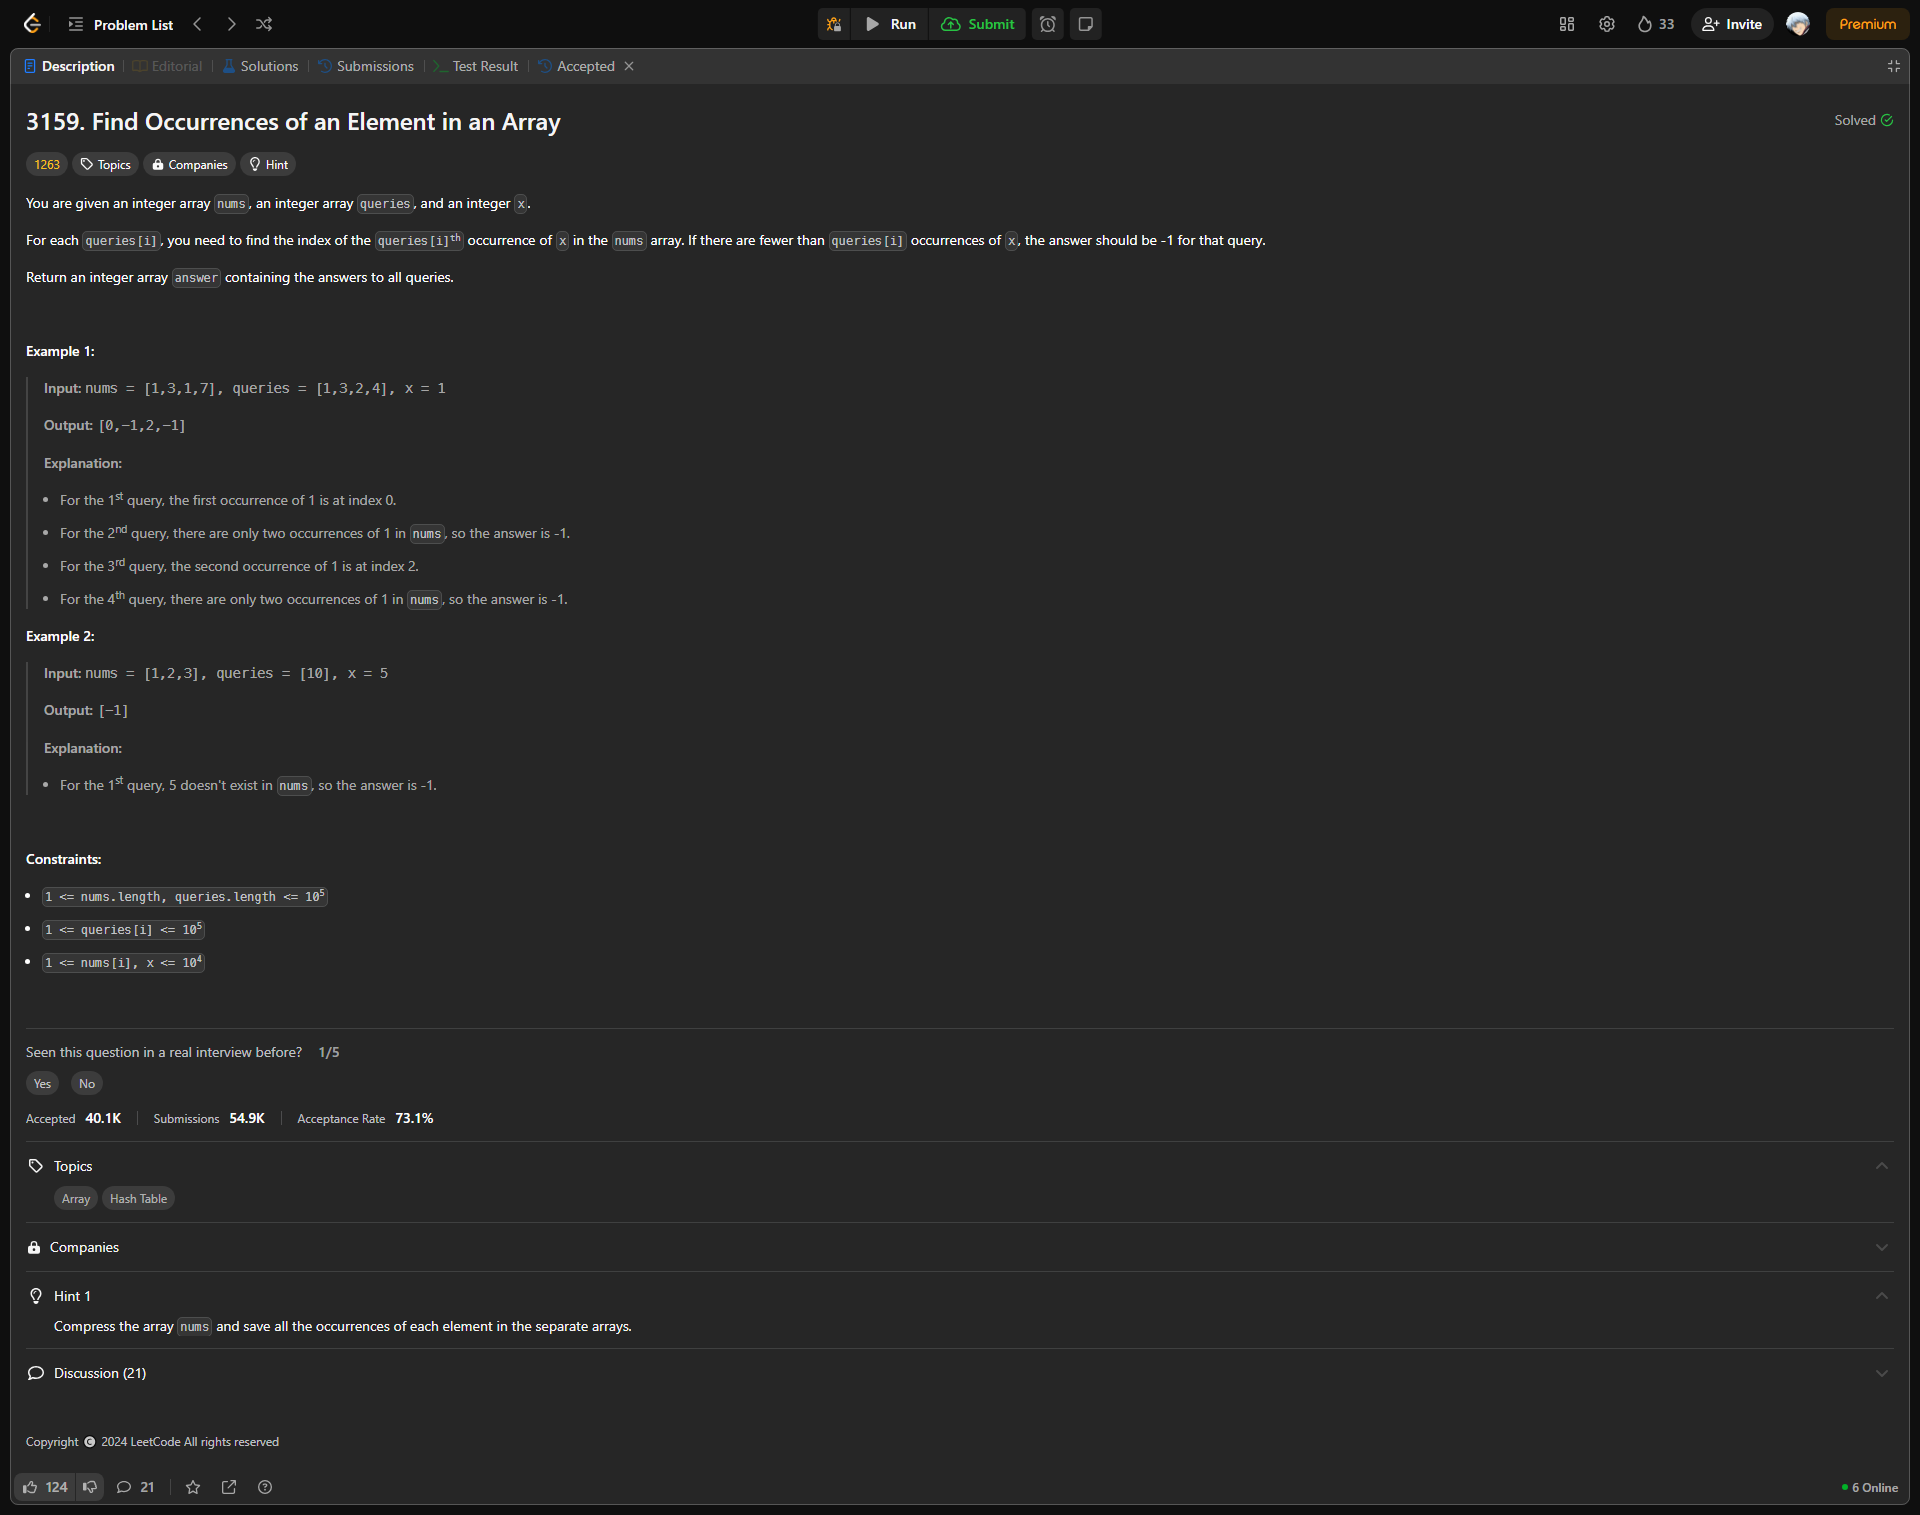 Problem List
Run
Submit
33
Invite
Premium
Description
Editorial
Solutions
Submissions
Test Result
Accepted
3159. Find Occurrences of an Element in an Array
Solved
1263
Topics
Companies
Hint
You are given an integer array nums, an integer array queries, and an integer x.
For each queries[i], you need to find the index of the queries[i]th occurrence of x in the nums array. If there are fewer than queries[i] occurrences of x, the answer should be -1 for that query.
Return an integer array answer containing the answers to all queries.
Example 1:
Input: nums = [1,3,1,7], queries = [1,3,2,4], x = 1
Output: [0,-1,2,-1]
Explanation:
• For the 1st query, the first occurrence of 1 is at index 0.
• For the 2nd query, there are only two occurrences of 1 in nums, so the answer is -1.
• For the 3rd query, the second occurrence of 1 is at index 2.
• For the 4th query, there are only two occurrences of 1 in nums, so the answer is -1.
Example 2:
Input: nums = [1,2,3], queries = [10], x = 5
Output: [-1]
Explanation:
• For the 1st query, 5 doesn't exist in nums, so the answer is -1.
Constraints:
• 1 <= nums.length, queries.length <= 10^5
• 1 <= queries[i] <= 10^5
• 1 <= nums[i], x <= 10^4
Seen this question in a real interview before? 1/5
Yes
No
Accepted 40.1K
Submissions 54.9K
Acceptance Rate 73.1%
Topics
Array
Hash Table
Companies
Hint 1
Compress the array nums and save all the occurrences of each element in the separate arrays.
Discussion (21)
Copyright © 2024 LeetCode All rights reserved
124
21
6 Online